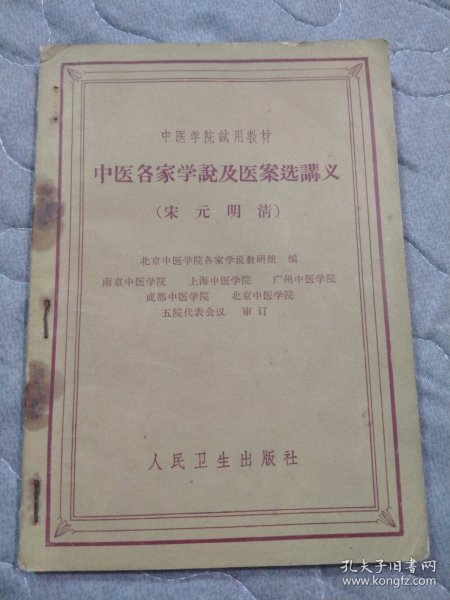 中医学院试用教材
中医各家学說及医案选講义
(宋元明清)
北京中医学院各家学说教研组 編
南京中医学院 上海中医学院 广州中医学院
成都中医学院 北京中医学院
五院代表会议 审订
人民卫生出版社
孔夫子旧书网
www.kongfz.com